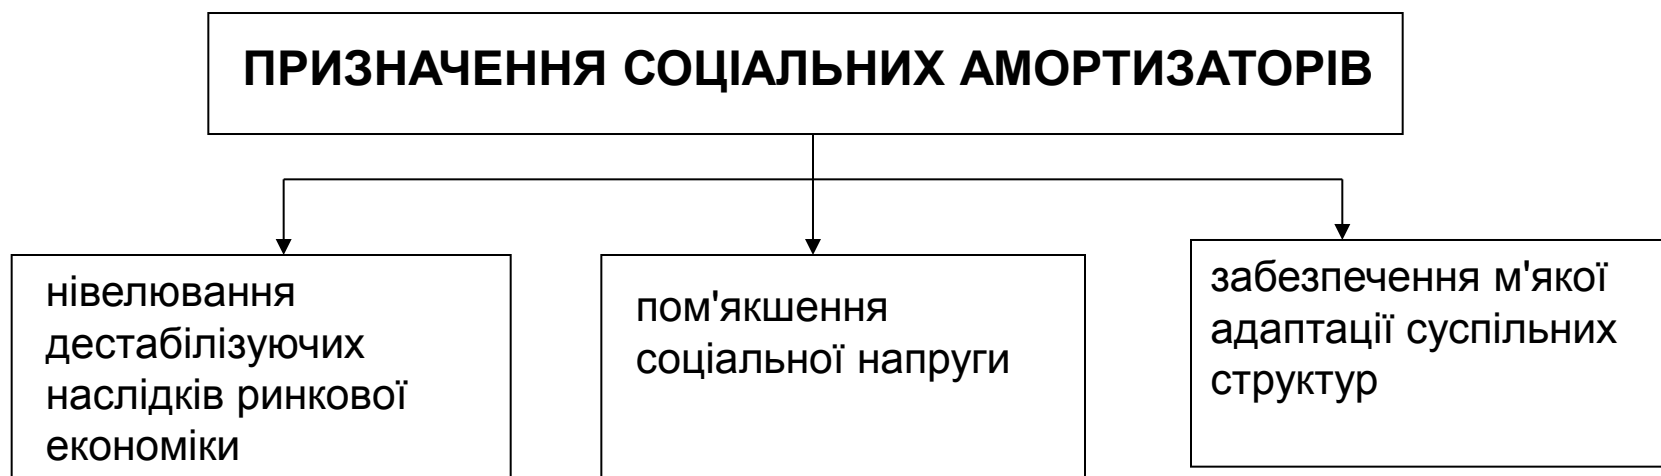 ПРИЗНАЧЕННЯ СОЦІАЛЬНИХ АМОРТИЗАТОРІВ
нівелювання
дестабілізуючих
наслідків ринкової
економіки
пом'якшення
соціальної напруги
забезпечення м'якої
адаптації суспільних
структур